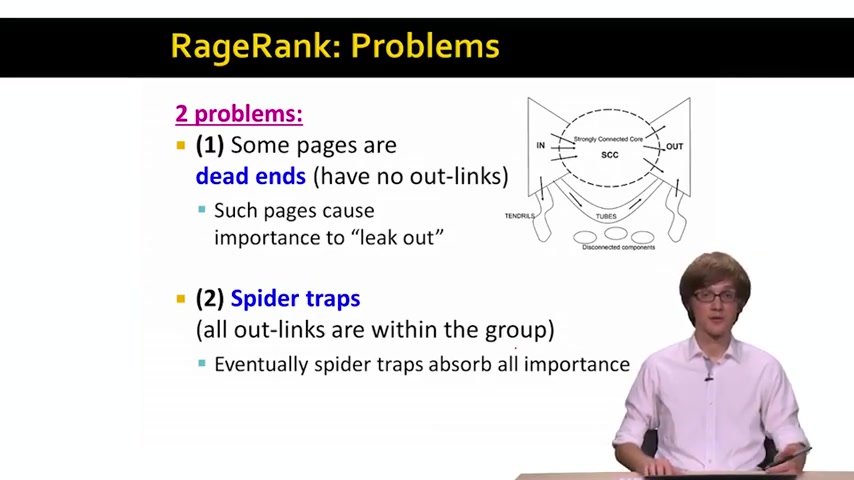 RageRank: Problems
2 problems:
(1) Some pages are
dead ends (have no out-links)
Such pages cause
importance to “leak out”
(2) Spider traps
(all out-links are within the group)
Eventually spider traps absorb all importance
IN
Strongly Connected Core
SCC
OUT
TENDRILS
TUBES
Disconnected components